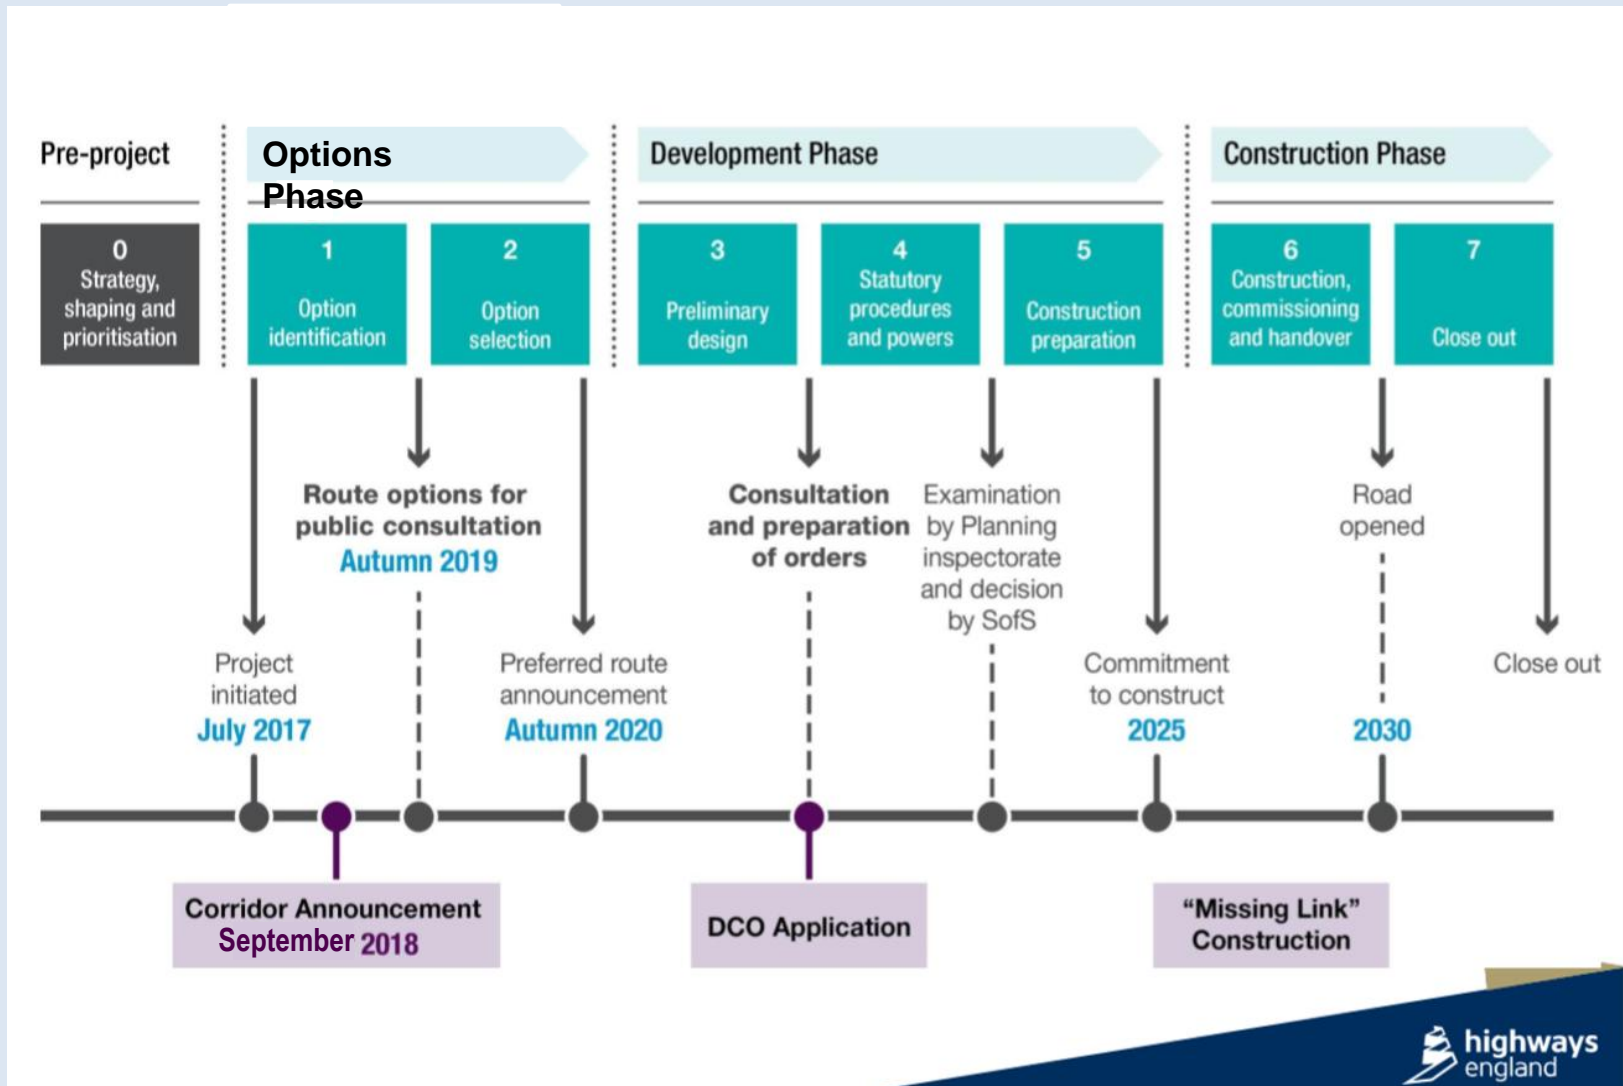 Pre-project
Options
Phase
Development Phase
Construction Phase
0
Strategy,
shaping and
prioritisation
1
Option
identification
2
Option
selection
3
Preliminary
design
4
Statutory
procedures
and powers
5
Construction
preparation
6
Construction,
commissioning
and handover
7
Close out
Route options for
public consultation
Autumn 2019
Consultation
and preparation
of orders
Examination
by Planning
inspectorate
and decision
by SofS
Road
opened
Project
initiated
July 2017
Preferred route
announcement
Autumn 2020
Commitment
to construct
2025
2030
Close out
Corridor Announcement
September 2018
DCO Application
“Missing Link”
Construction
highways
england